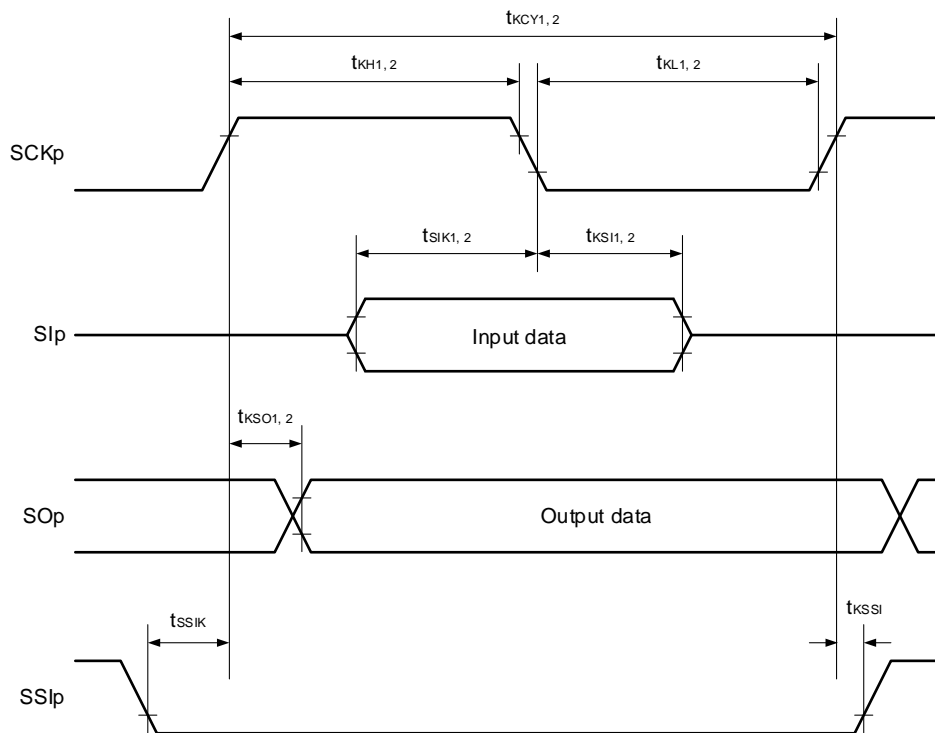 tKCY1, 2
tKH1, 2
tKL1, 2
SCKp
tSIK1, 2
tKSI1, 2
SIp
Input data
tKSO1, 2
SOp
Output data
tSSIK
tKSSI
SSIp